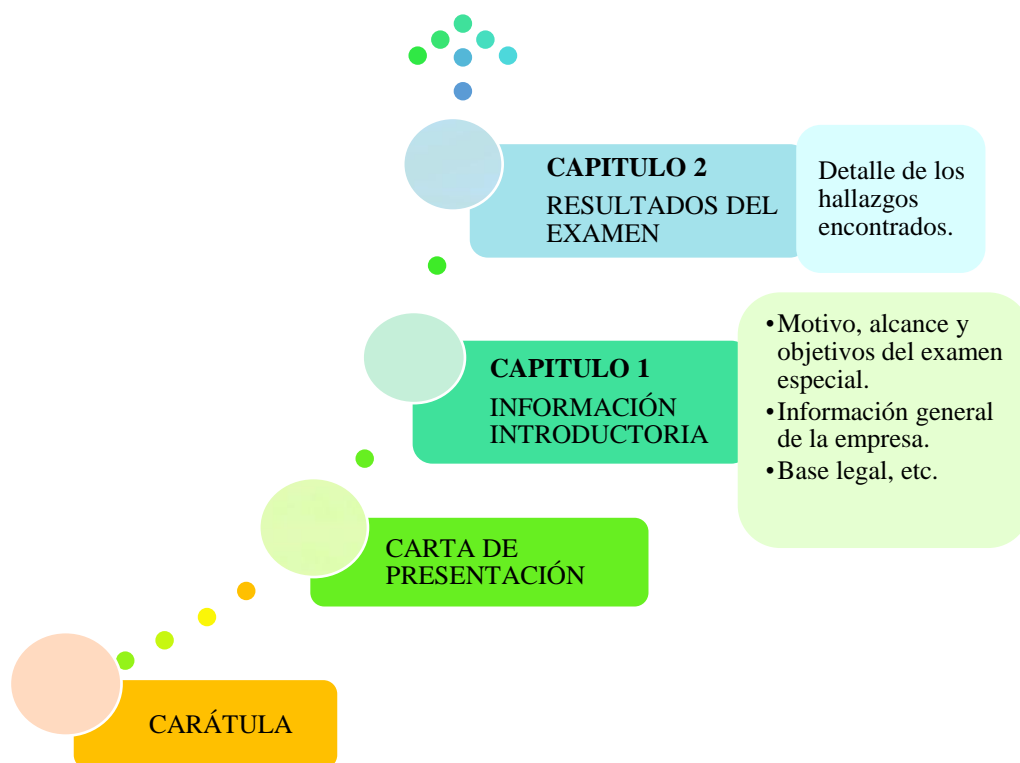 CAPITULO 2
RESULTADOS DEL
EXAMEN
Detalle de los
hallazgos
encontrados.
CAPITULO 1
INFORMACIÓN
INTRODUCTORIA
•Motivo, alcance y
objetivos del examen
especial.
•Información general
de la empresa.
•Base legal, etc.
CARTA DE
PRESENTACIÓN
CARÁTULA